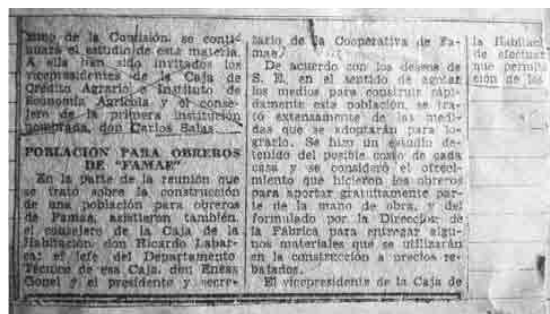 mino de la Comisión, se conti-
nuará el estudio de esta materia.
A ella han sido invitados los
vicepresidentes de la Caja de
Crédito Agrario e Instituto de
Economía Agrícola y el conse-
jero de la primera institución
nombrada, don Carlos Salas.
POBLACION PARA OBREROS
DE "FAMAE"
En la parte de la reunión que
se trató sobre la construcción
de una población para obreros
de Famae, asistieron también,
el consejero de la Caja de la
Habitación, don Ricardo Labar-
ca; el jefe del Departamento
Técnico de esa Caja, don Eneas
Gonel y el presidente y secre-
tario de la Cooperativa de Fa-
mae.
De acuerdo con los deseos de
S. E., en el sentido de agotar
los medios para construir rápi-
damente esta población, se tra-
tó extensamente de las medi-
das que se adoptarán para lo-
grarlo. Se hizo un estudio de-
tenido del posible costo de cada
casa y se consideró el ofreci-
miento que hicieron los obreros
para aportar gratuitamente par-
te de la mano de obra, y del
formulado por la Dirección de
la Fábrica para entregar algu-
nos materiales que se utilizarán
en la construcción a precios re-
bajados.
El vicepresidente de la Caja de
la Habitac
de efectuar
que permita
ción de las